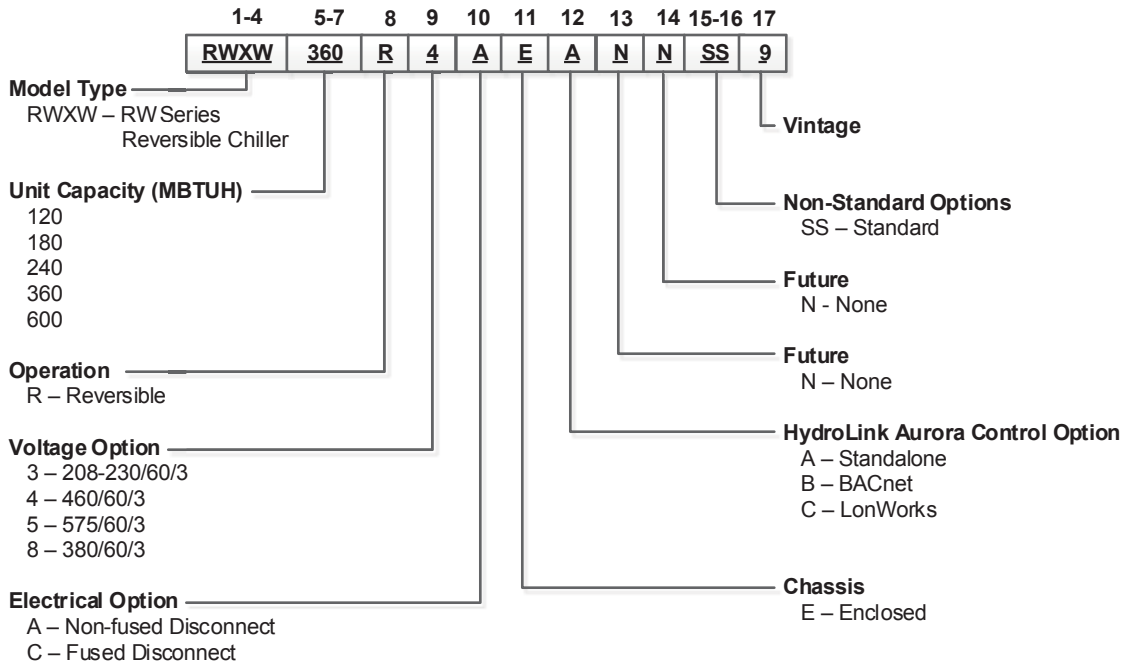 1-4 5-7 8 9 10 11 12 13 14 15-16 17
RWXW 360 R 4 A E A N N SS 9
Model Type
RWXW – RW Series
Reversible Chiller
Unit Capacity (MBTUH)
120
180
240
360
600
Operation
R – Reversible
Voltage Option
3 – 208-230/60/3
4 – 460/60/3
5 – 575/60/3
8 – 380/60/3
Electrical Option
A – Non-fused Disconnect
C – Fused Disconnect
Vintage
Non-Standard Options
SS – Standard
Future
N - None
Future
N – None
HydroLink Aurora Control Option
A – Standalone
B – BACnet
C – LonWorks
Chassis
E – Enclosed